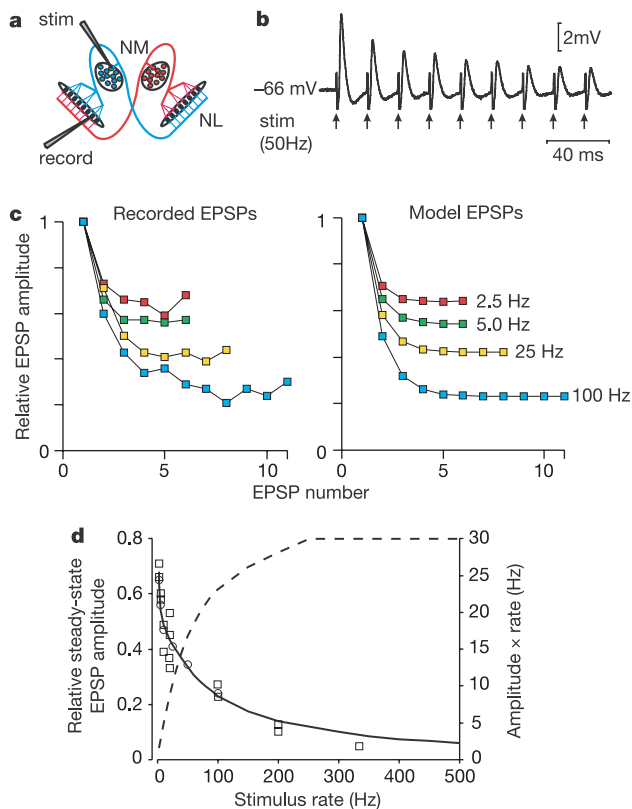 a
stim
NM
NL
record
b
2mV
–66 mV
stim
(50Hz)
40 ms
c
Recorded EPSPs
Model EPSPs
Relative EPSP amplitude
1
0
0 5 10
1
0
0 5 10
2.5 Hz
5.0 Hz
25 Hz
100 Hz
EPSP number
d
Relative steady-state
EPSP amplitude
0.8
0.6
0.4
0.2
0
30
25
20
15
10
5
0
Amplitude × rate (Hz)
0 100 200 300 400 500
Stimulus rate (Hz)